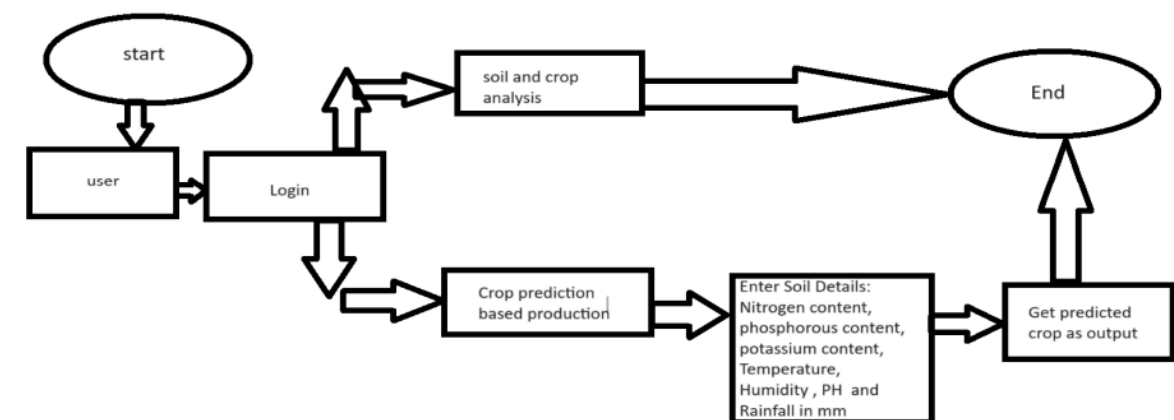 start
user
Login
soil and crop
analysis
End
Crop prediction
based production
Enter Soil Details:
Nitrogen content,
phosphorous content,
potassium content,
Temperature,
Humidity , PH and
Rainfall in mm
Get predicted
crop as output